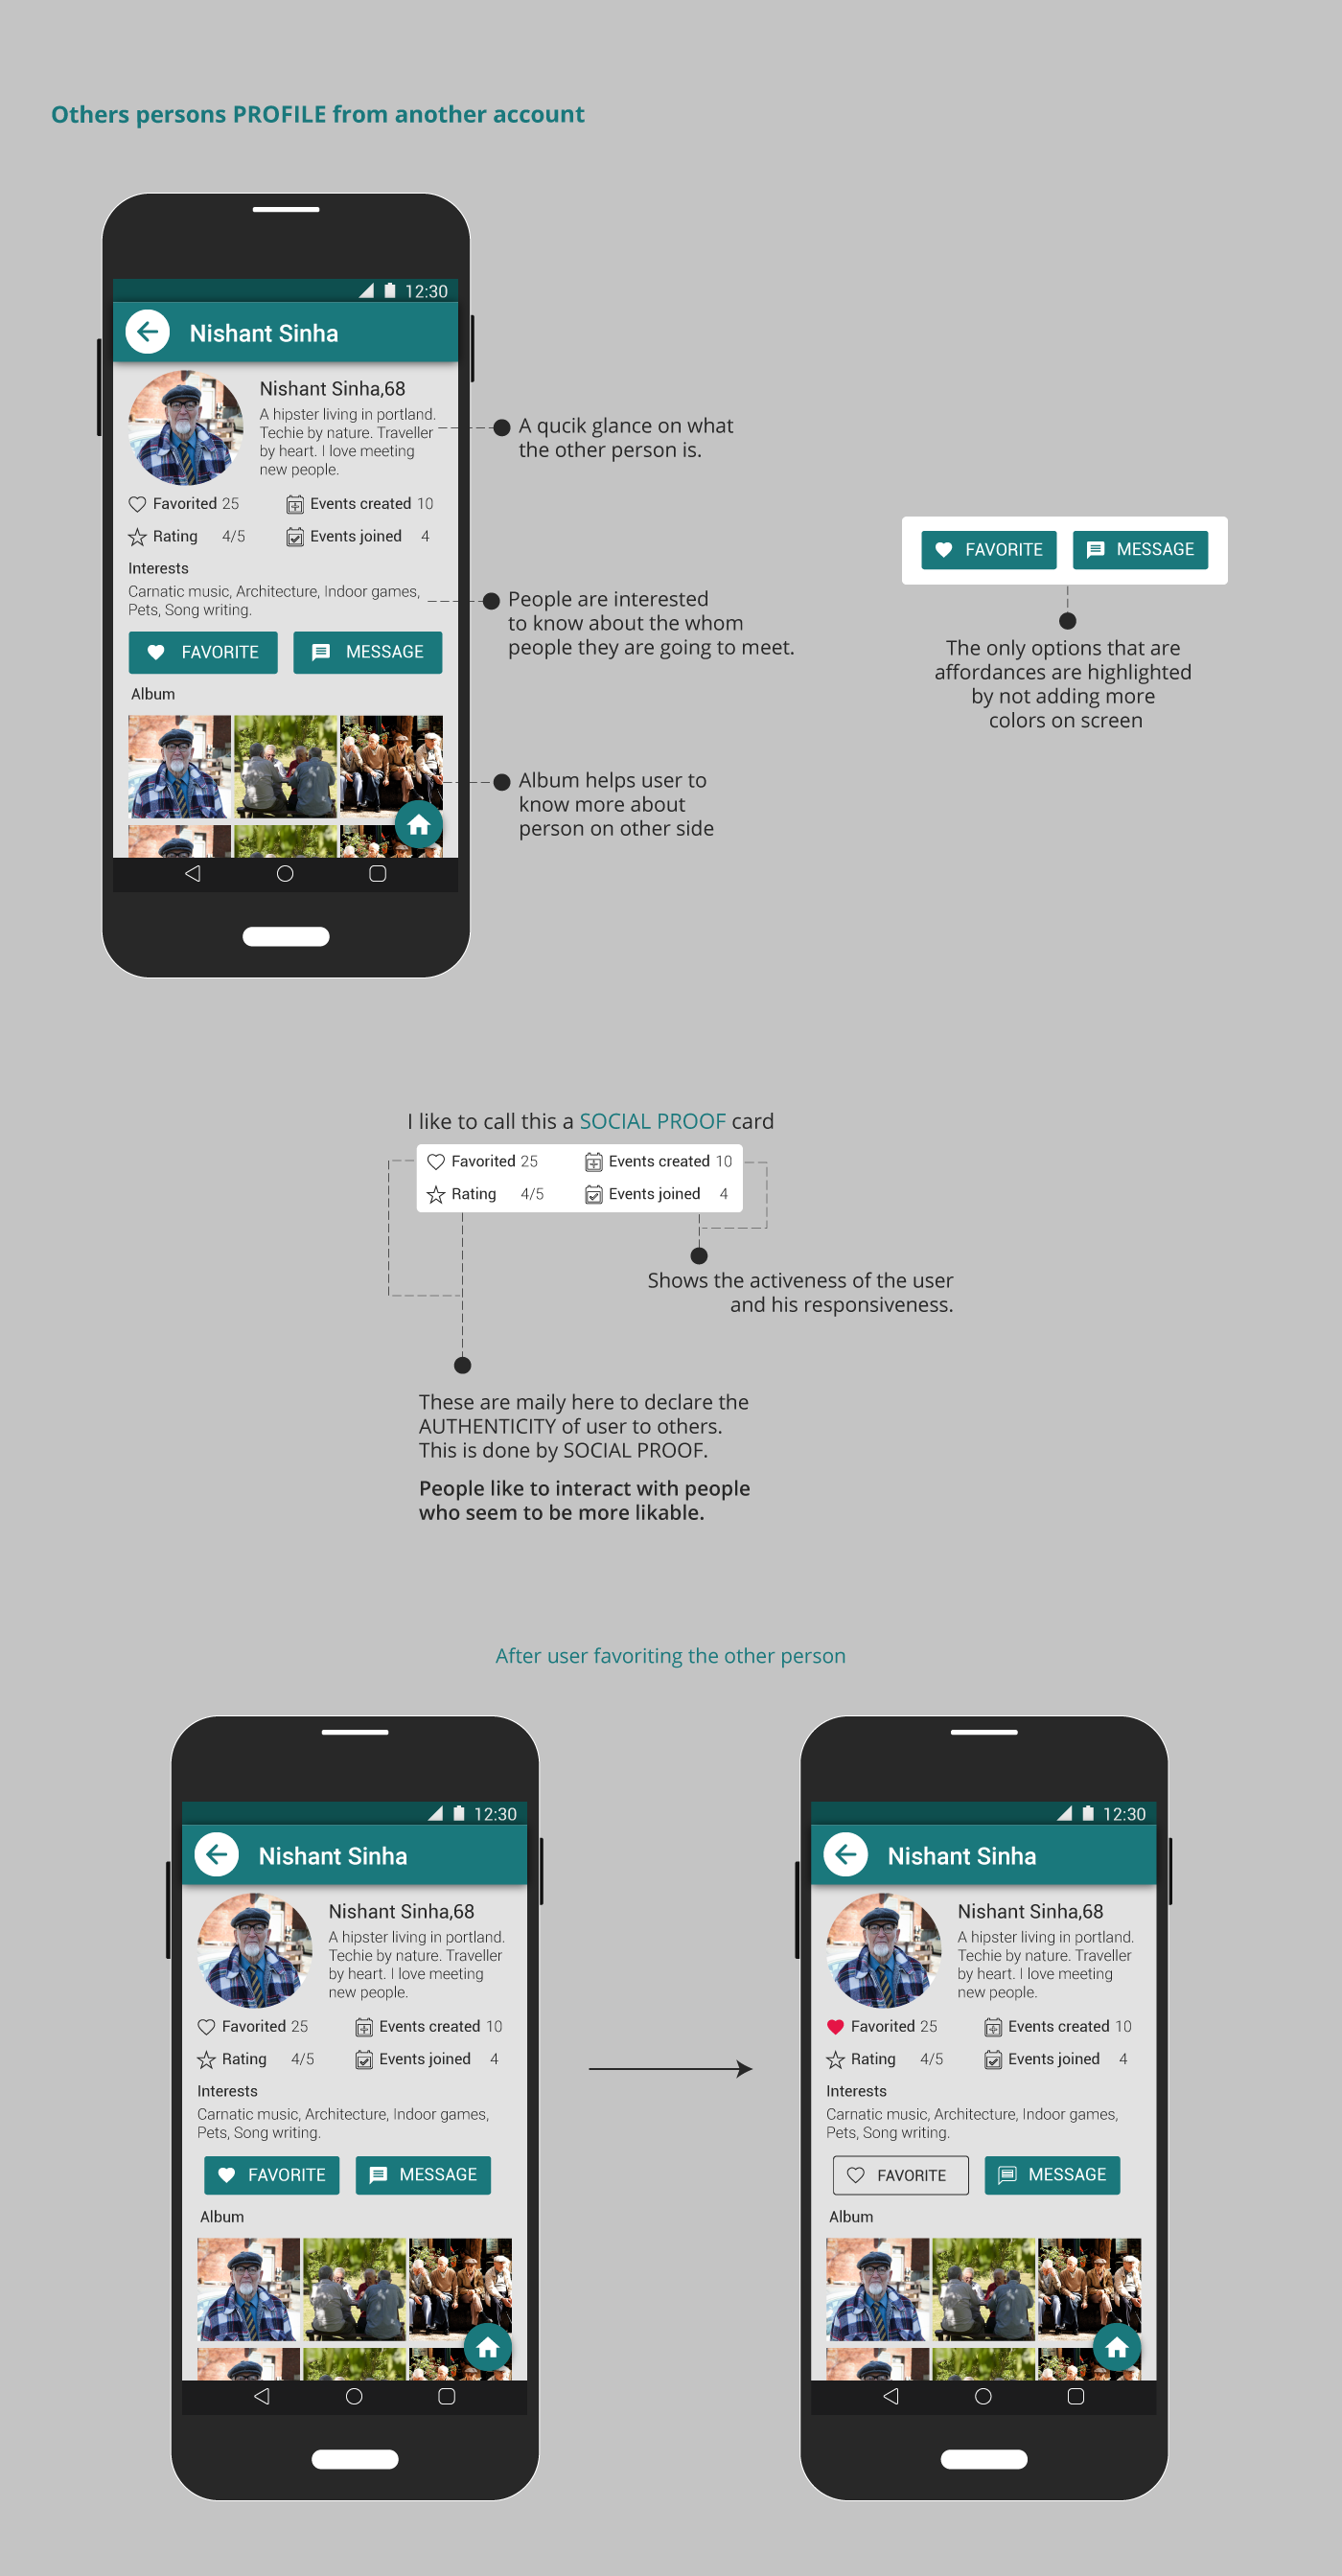 Others persons PROFILE from another account
12:30
Nishant Sinha
Nishant Sinha,68
A hipster living in portland.
Techie by nature. Traveller
by heart. I love meeting
new people.
Favorited 25
Events created 10
Rating 4/5
Events joined 4
Interests
Carnatic music, Architecture, Indoor games,
Pets, Song writing.
FAVORITE
MESSAGE
Album
A qucik glance on what
the other person is.
People are interested
to know about the whom
people they are going to meet.
Album helps user to
know more about
person on other side
FAVORITE
MESSAGE
The only options that are
affordances are highlighted
by not adding more
colors on screen
I like to call this a SOCIAL PROOF card
Favorited 25
Events created 10
Rating 4/5
Events joined 4
Shows the activeness of the user
and his responsiveness.
These are maily here to declare the
AUTHENTICITY of user to others.
This is done by SOCIAL PROOF.
People like to interact with people
who seem to be more likable.
After user favoriting the other person
12:30
Nishant Sinha
Nishant Sinha,68
A hipster living in portland.
Techie by nature. Traveller
by heart. I love meeting
new people.
Favorited 25
Events created 10
Rating 4/5
Events joined 4
Interests
Carnatic music, Architecture, Indoor games,
Pets, Song writing.
FAVORITE
MESSAGE
Album
12:30
Nishant Sinha
Nishant Sinha,68
A hipster living in portland.
Techie by nature. Traveller
by heart. I love meeting
new people.
Favorited 25
Events created 10
Rating 4/5
Events joined 4
Interests
Carnatic music, Architecture, Indoor games,
Pets, Song writing.
FAVORITE
MESSAGE
Album